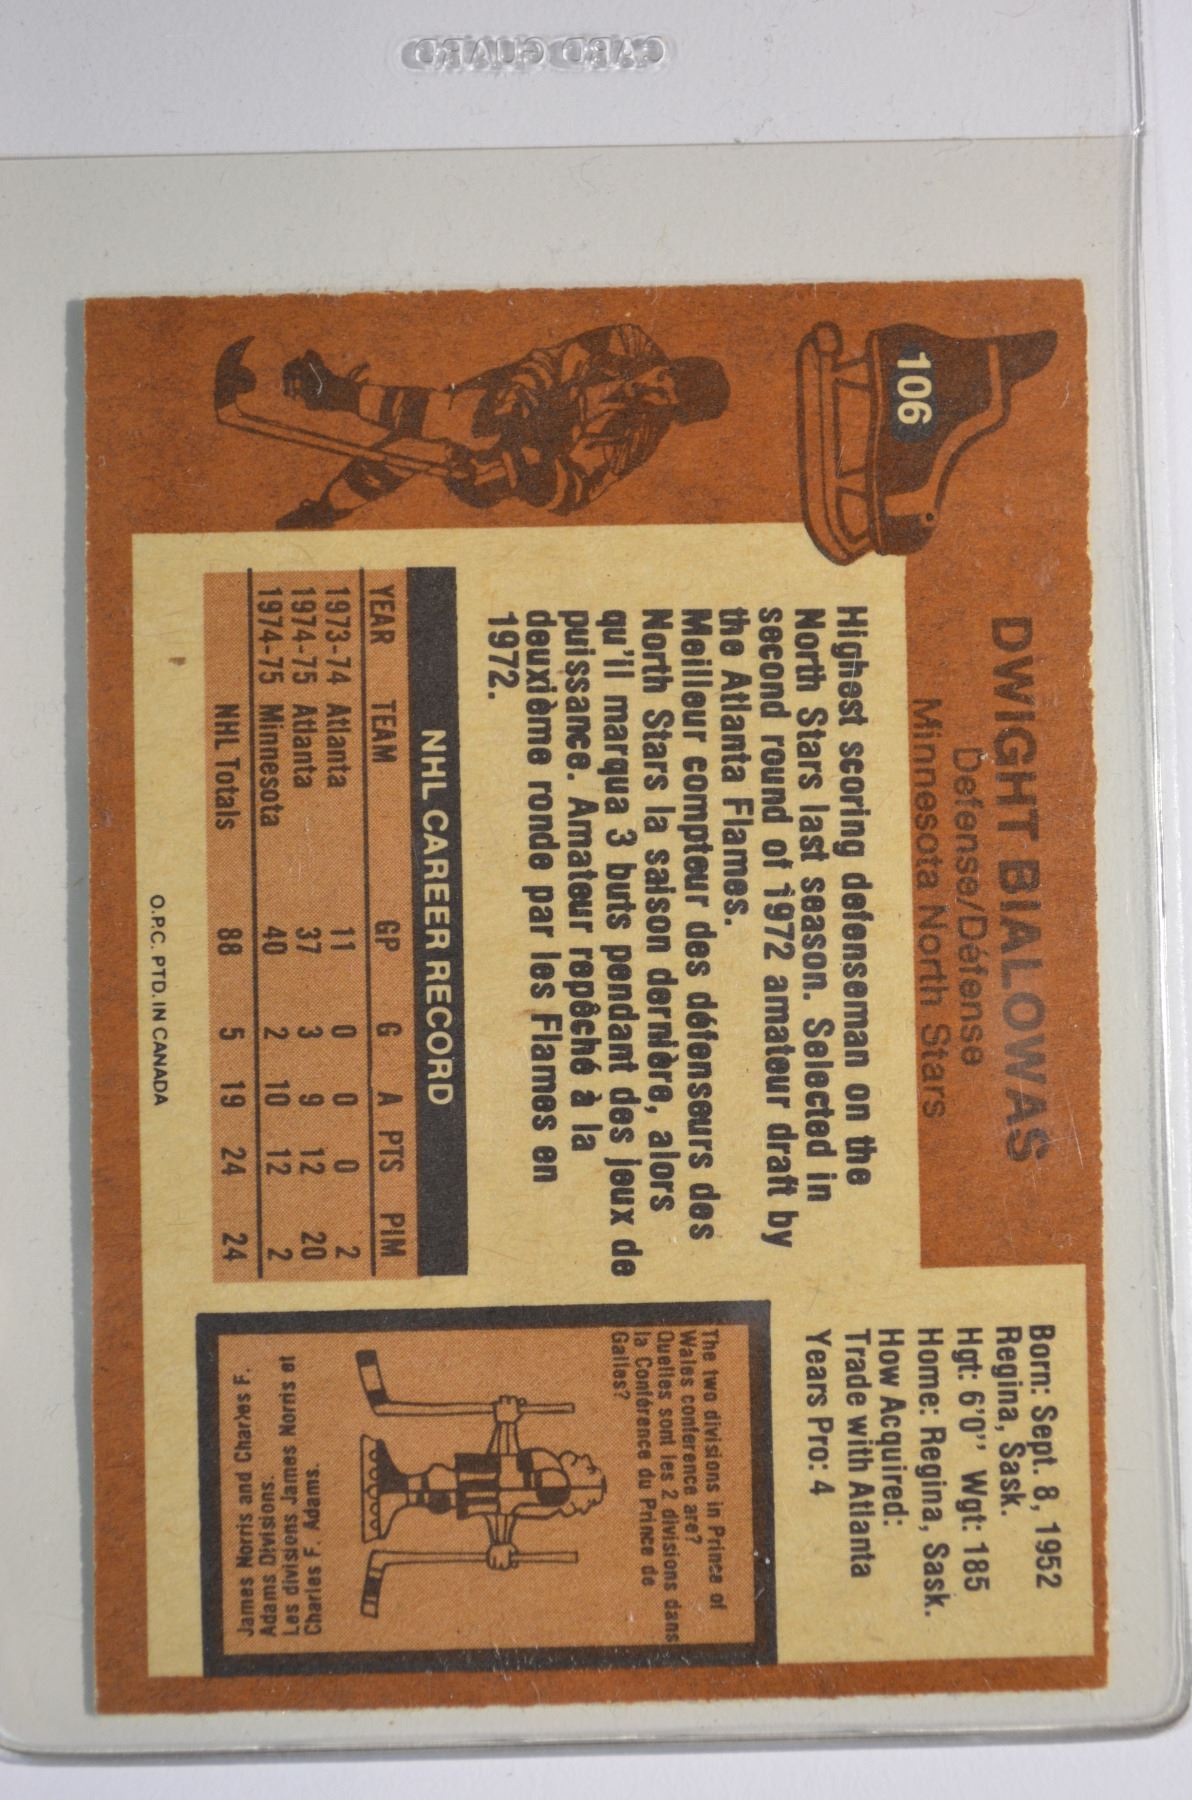 CARD GUARD
106
DWIGHT BIALOWAS
Defense/Défense
Minnesota North Stars
Highest scoring defenseman on the
North Stars last season. Selected in
second round of 1972 amateur draft by
the Atlanta Flames.
Meilleur compteur des défenseurs des
North Stars la saison dernière, alors
qu'il marqua 3 buts pendant des jeux de
puissance. Amateur repêché à la
deuxième ronde par les Flames en
1972.
NHL CAREER RECORD
YEAR TEAM GP G A PTS PIM
1973-74 Atlanta 11 0 0 0 2
1974-75 Atlanta 37 3 9 12 20
1974-75 Minnesota 40 2 10 12 2
NHL Totals 88 5 19 24 24
O.P.C. PTD. IN CANADA
Born: Sept. 8, 1952
Regina, Sask.
Hgt: 6'0" Wgt: 185
Home: Regina, Sask.
How Acquired:
Trade with Atlanta
Years Pro: 4
The two divisions in Prince of
Wales conference are?
Quelles sont les 2 divisions dans
la Conférence du Prince de
Galles?
James Norris and Charles F.
Adams Divisions.
Les divisions James Norris et
Charles F. Adams.